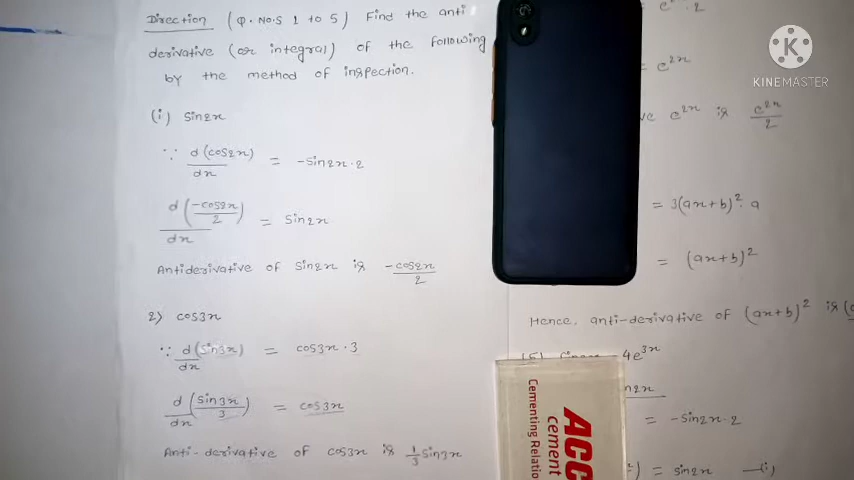 Direction (Q. No.S 1 to 5) Find the anti
derivative (or integral) of the following
by the method of inspection.
(i) Sin2x
∵ d(cos2x)/dx = -Sin2x·2
d(-cos2x/2)/dx = Sin2x
Antiderivative of Sin2x is -cos2x/2
2) cos3x
∵ d(Sin3x)/dx = cos3x·3
d/dx(Sin3x/3) = cos3x
Anti-derivative of cos3x is 1/3 Sin3x
·2
= e^2x
e^2x is e^2x/2
= 3(ax+b)^2·a
= (ax+b)^2
Hence, anti-derivative of (ax+b)^2 is
4e^3x
= -Sin2x·2
= Sin2x —(i)
KINEMASTER
ACC
cement
Cementing Relatio